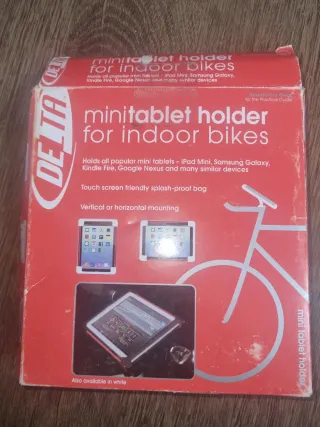 minitablet holder
for indoor bikes
Holds all popular mini tablets - iPad Mini, Samsung Galaxy,
Kindle Fire, Google Nexus and many similar devices
DELTA
minitablet holder
for indoor bikes
Holds all popular mini tablets – iPad Mini, Samsung Galaxy,
Kindle Fire, Google Nexus and many similar devices
Touch screen friendly splash-proof bag
Vertical or horizontal mounting
Also available in white
mini tablet holder